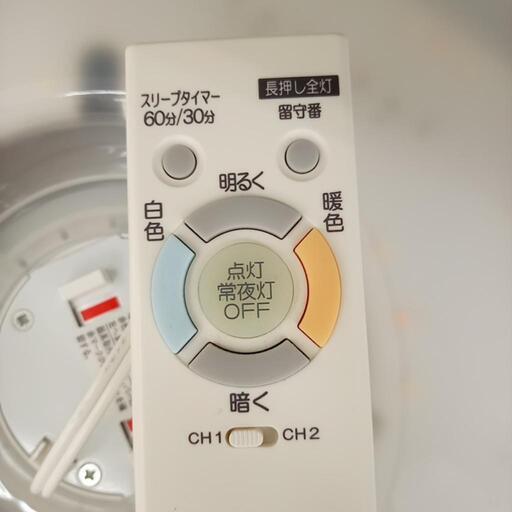 スリープタイマー
60分/30分
長押し全灯
留守番
明るく
白色
暖色
点灯
常夜灯
OFF
暗く
CH1
CH2